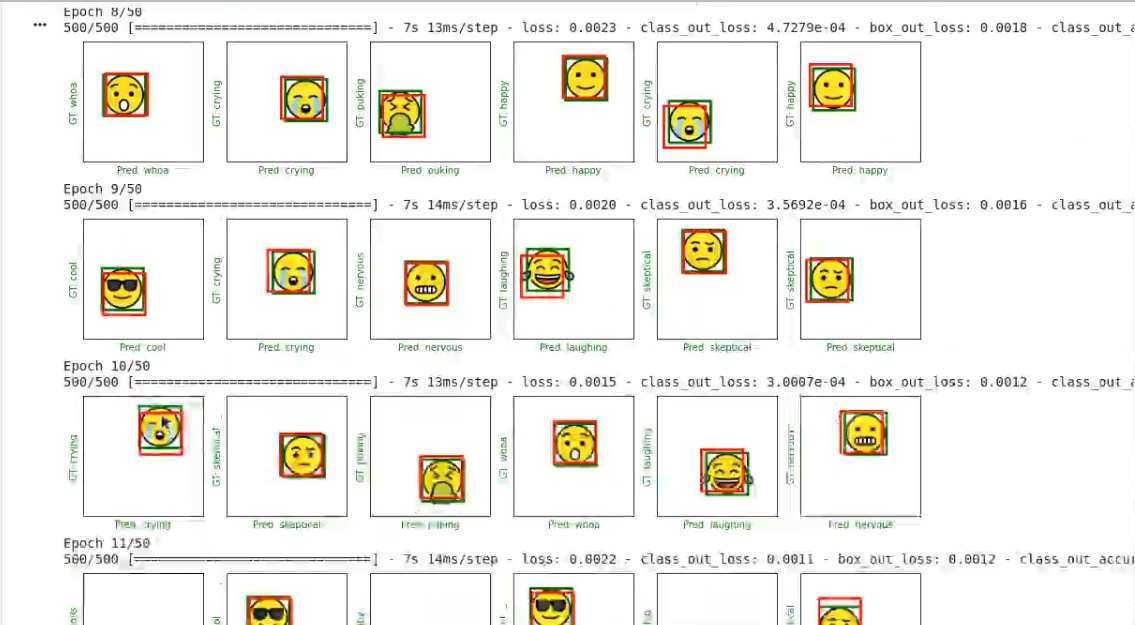 Epoch 8/50
500/500 [==============================] - 7s 13ms/step - loss: 0.0023 - class_out_loss: 4.7279e-04 - box_out_loss: 0.0018 - class_out_a
GT: whoa GT: crying GT: puking GT: happy GT: crying GT: happy
Pred: whoa Pred: crying Pred: puking Pred: happy Pred: crying Pred: happy
Epoch 9/50
500/500 [==============================] - 7s 14ms/step - loss: 0.0020 - class_out_loss: 3.5692e-04 - box_out_loss: 0.0016 - class_out_a
GT: cool GT: crying GT: nervous GT: laughing GT: skeptical GT: skeptical
Pred: cool Pred: crying Pred: nervous Pred: laughing Pred: skeptical Pred: skeptical
Epoch 10/50
500/500 [==============================] - 7s 13ms/step - loss: 0.0015 - class_out_loss: 3.0007e-04 - box_out_loss: 0.0012 - class_out_a
GT: crying GT: GT: GT: whoa GT: laughing
Pred: crying Pred: skeptical Pred: Pred: whoa Pred: laughing Pred: nervous
Epoch 11/50
500/500 [==============================] - 7s 14ms/step - loss: 0.0022 - class_out_loss: 0.0011 - box_out_loss: 0.0012 - class_out_accur